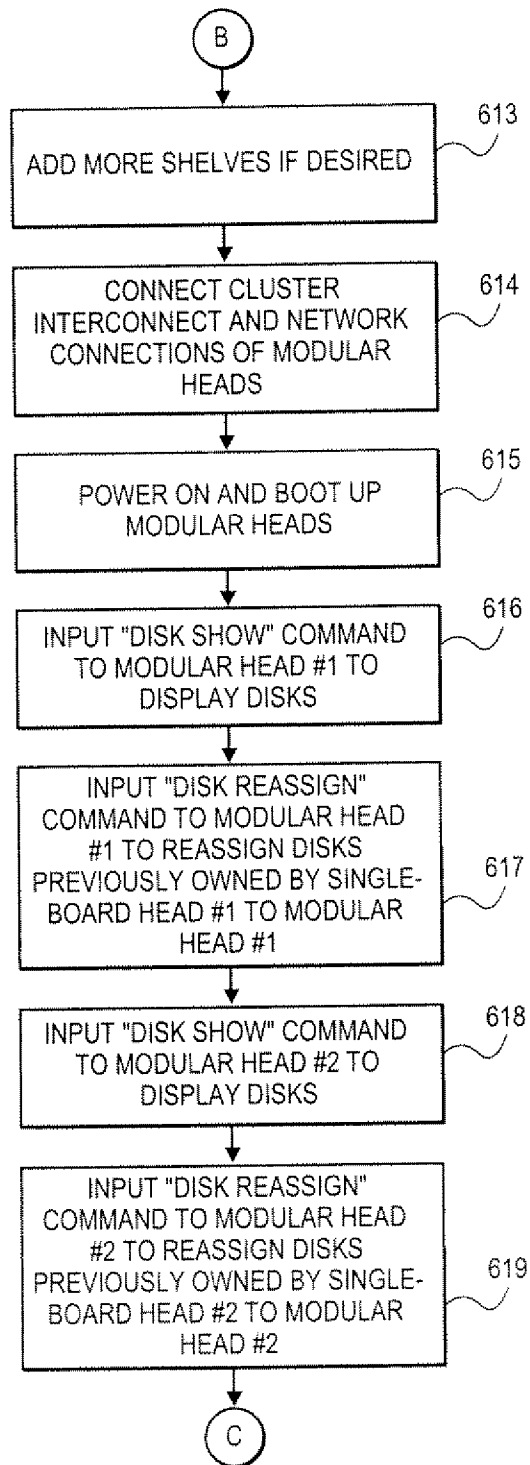 B
613
ADD MORE SHELVES IF DESIRED
614
CONNECT CLUSTER
INTERCONNECT AND NETWORK
CONNECTIONS OF MODULAR
HEADS
615
POWER ON AND BOOT UP
MODULAR HEADS
616
INPUT "DISK SHOW" COMMAND
TO MODULAR HEAD #1 TO
DISPLAY DISKS
617
INPUT "DISK REASSIGN"
COMMAND TO MODULAR HEAD
#1 TO REASSIGN DISKS
PREVIOUSLY OWNED BY SINGLE-
BOARD HEAD #1 TO MODULAR
HEAD #1
618
INPUT "DISK SHOW" COMMAND
TO MODULAR HEAD #2 TO
DISPLAY DISKS
619
INPUT "DISK REASSIGN"
COMMAND TO MODULAR HEAD
#2 TO REASSIGN DISKS
PREVIOUSLY OWNED BY SINGLE-
BOARD HEAD #2 TO MODULAR
HEAD #2
C